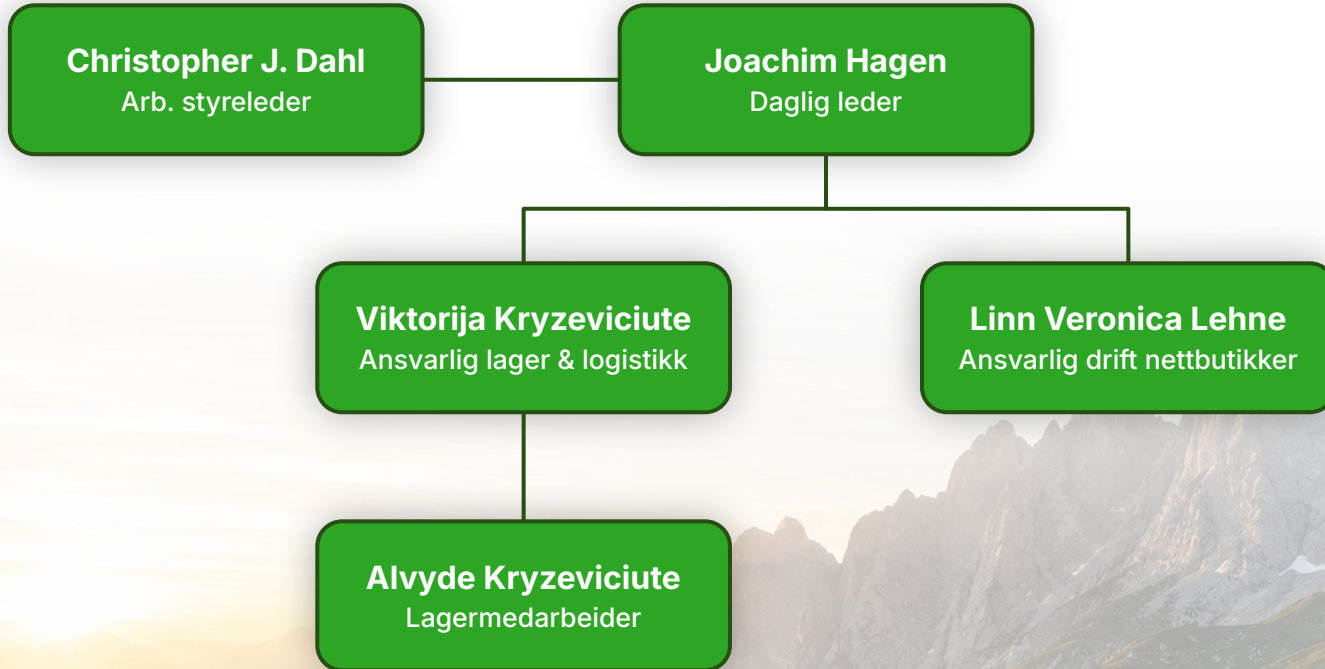 Christopher J. Dahl
Arb. styreleder
Joachim Hagen
Daglig leder
Viktorija Kryzeviciute
Ansvarlig lager & logistikk
Linn Veronica Lehne
Ansvarlig drift nettbutikker
Alvyde Kryzeviciute
Lagermedarbeider